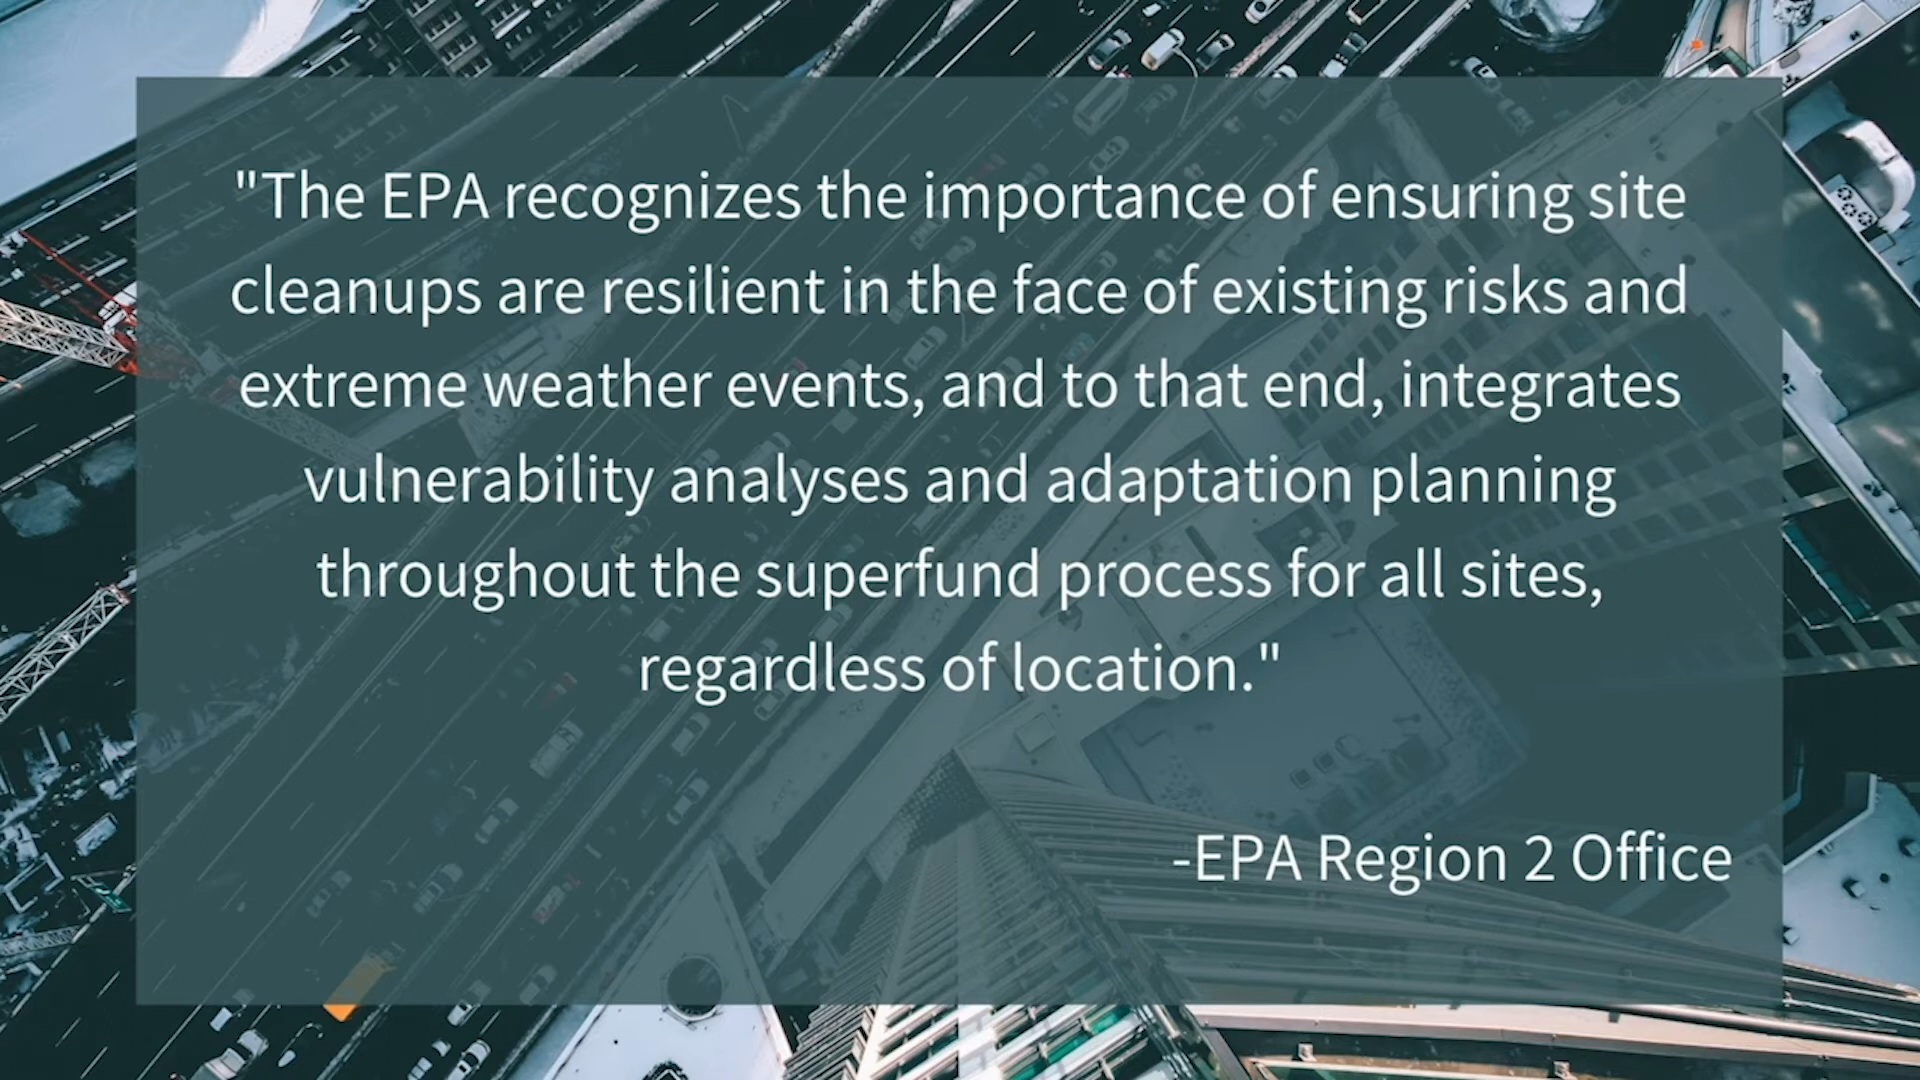 "The EPA recognizes the importance of ensuring site
cleanups are resilient in the face of existing risks and
extreme weather events, and to that end, integrates
vulnerability analyses and adaptation planning
throughout the superfund process for all sites,
regardless of location."
-EPA Region 2 Office